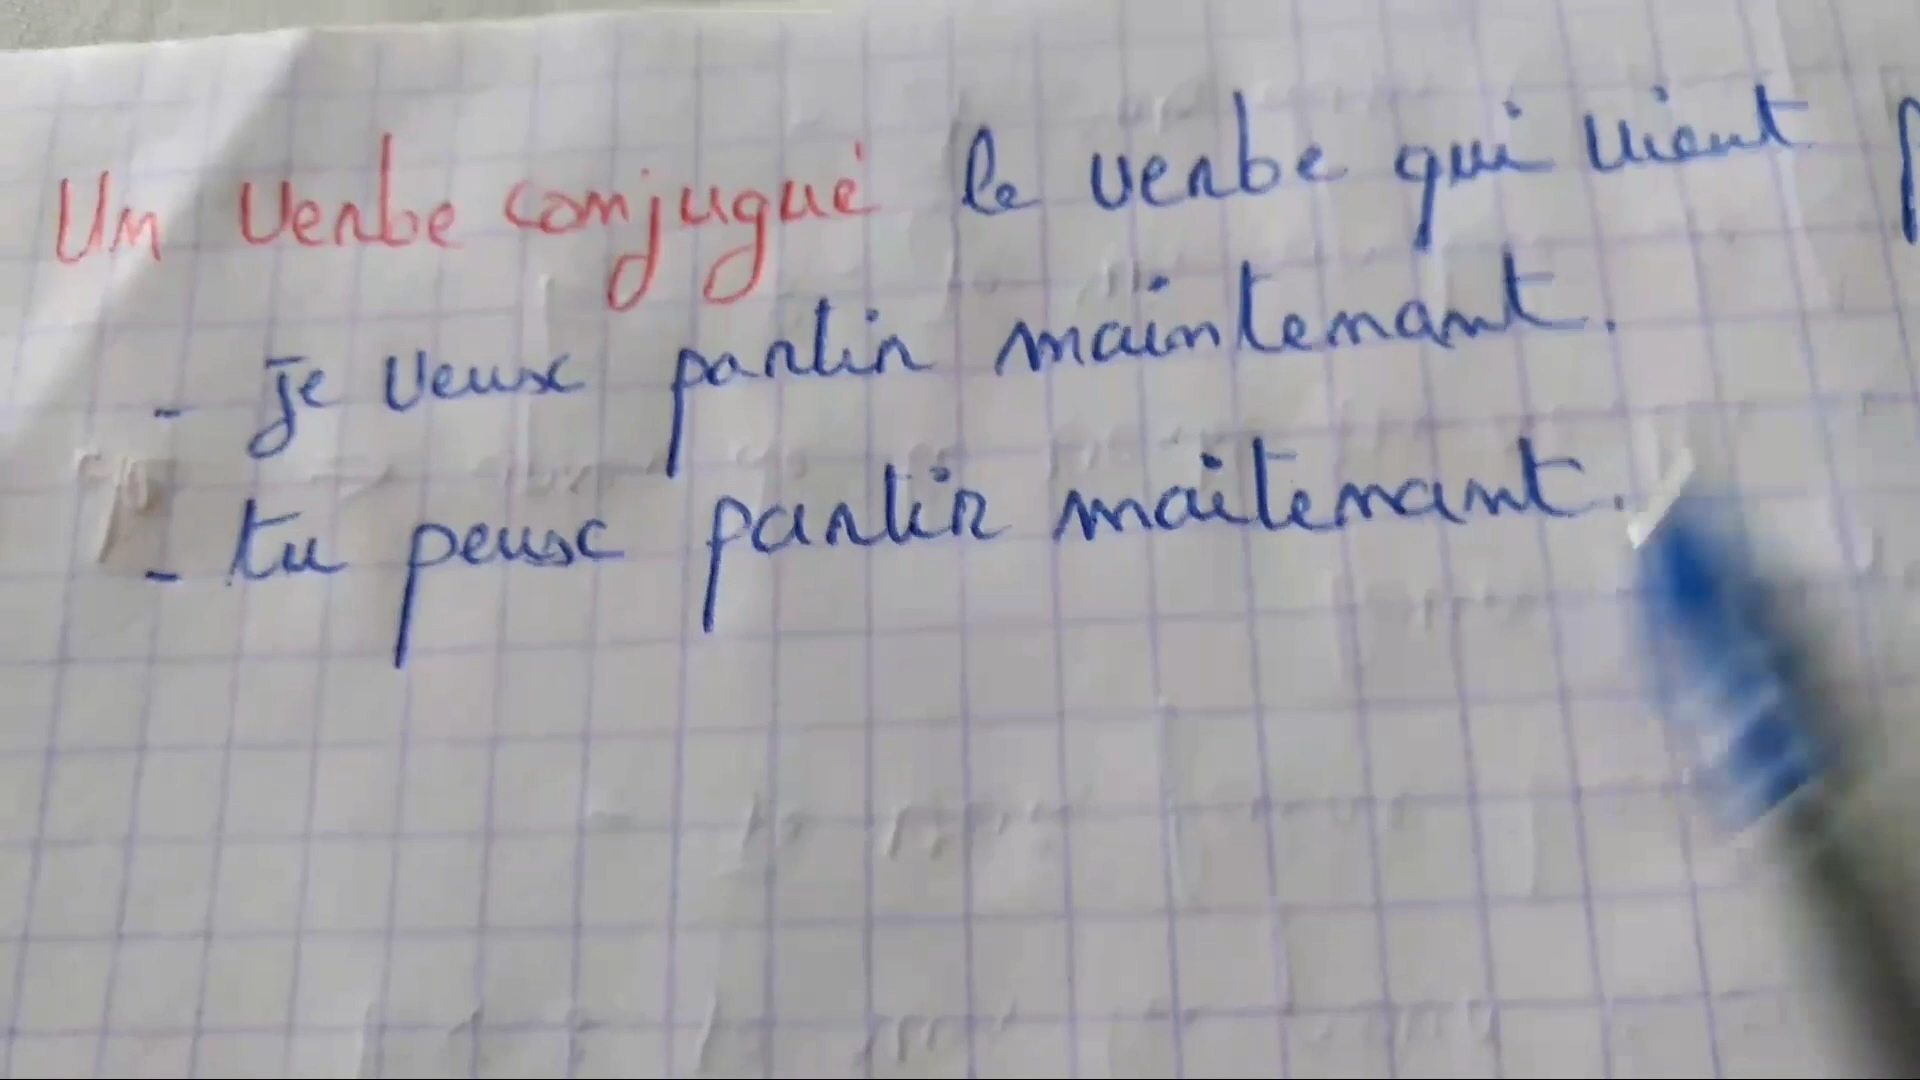 Un verbe conjugué le verbe qui vient
- Je veux partir maintenant.
- tu peux partir maitenant.